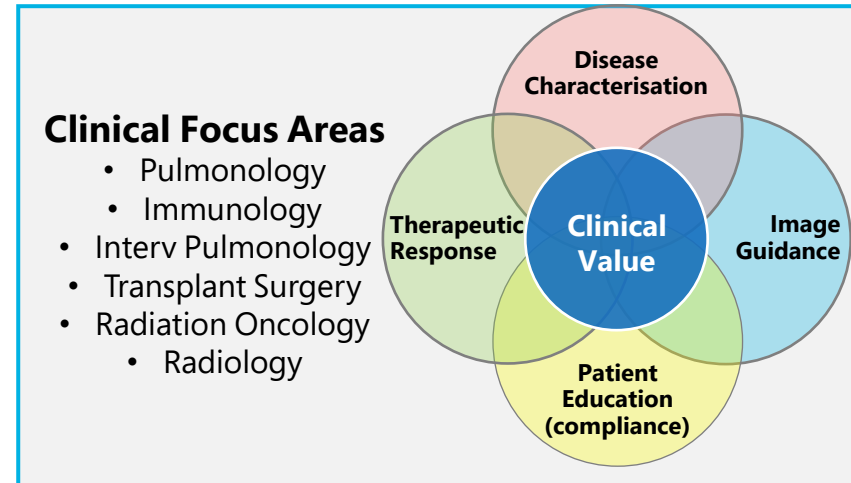 Clinical Focus Areas
• Pulmonology
• Immunology
• Interv Pulmonology
• Transplant Surgery
• Radiation Oncology
• Radiology
Disease
Characterisation
Therapeutic
Response
Clinical
Value
Image
Guidance
Patient
Education
(compliance)